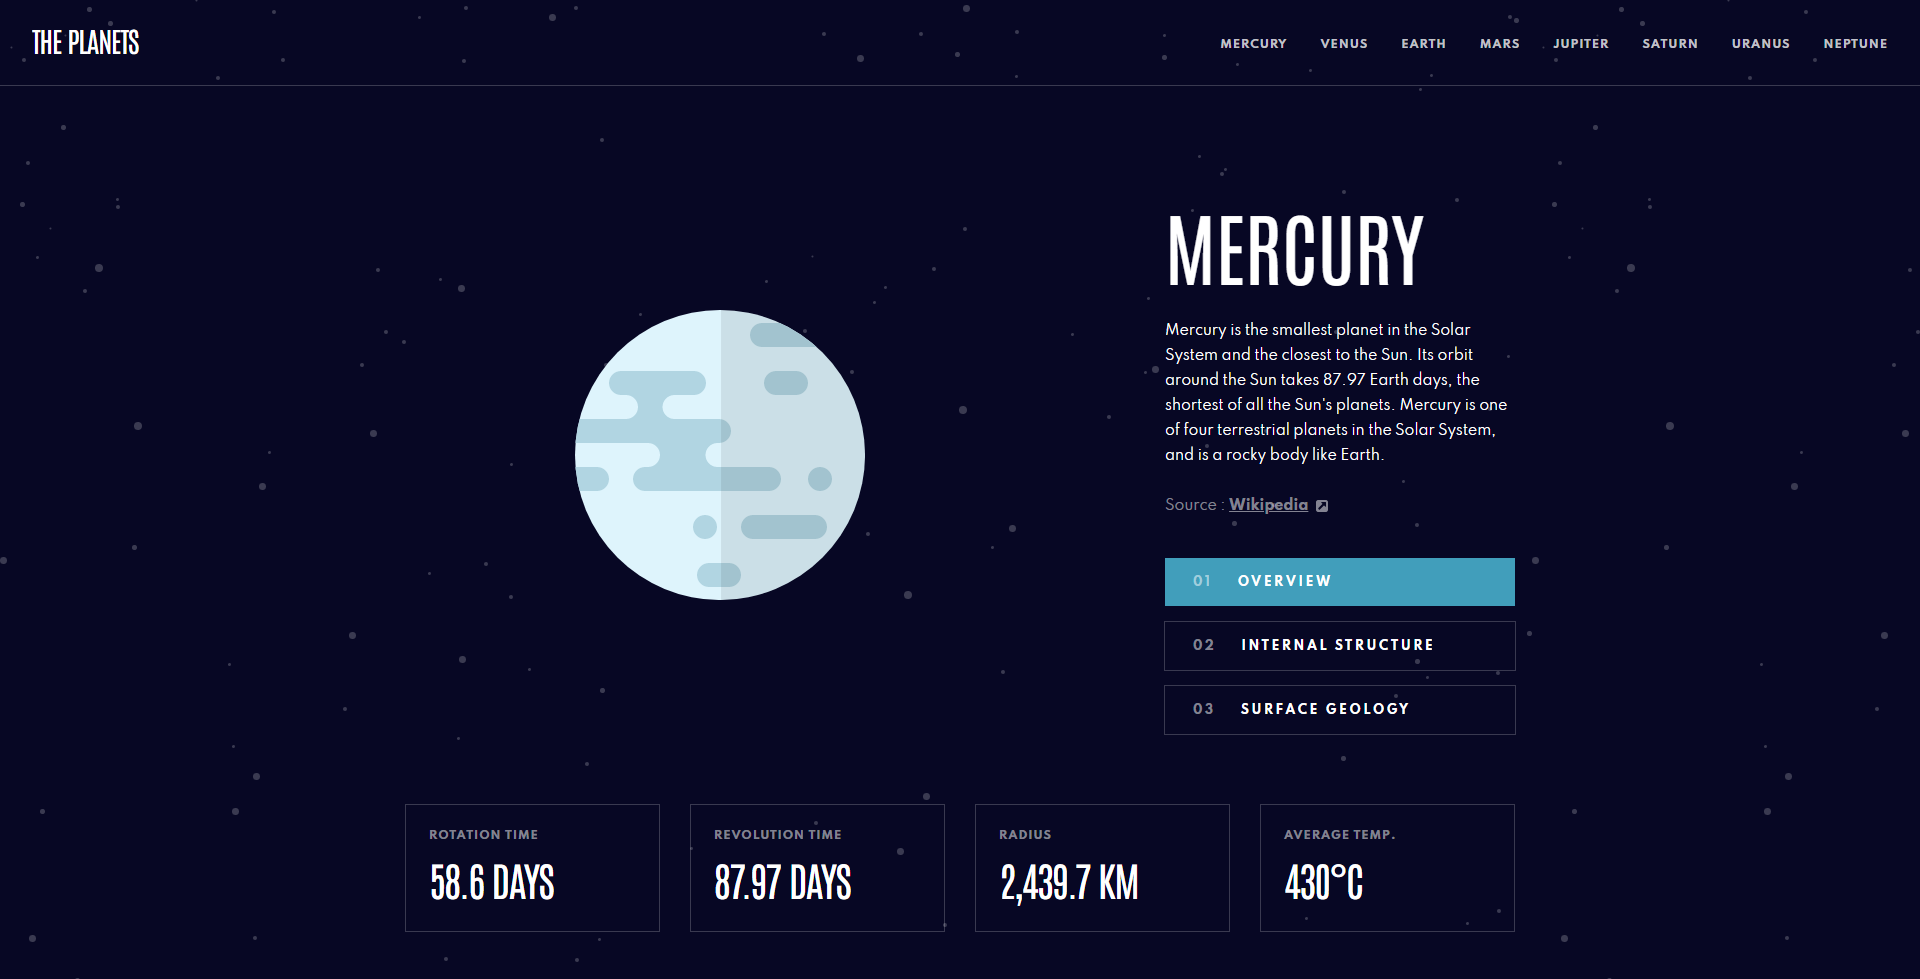 THE PLANETS
MERCURY VENUS EARTH MARS JUPITER SATURN URANUS NEPTUNE
MERCURY
Mercury is the smallest planet in the Solar
System and the closest to the Sun. Its orbit
around the Sun takes 87.97 Earth days, the
shortest of all the Sun's planets. Mercury is one
of four terrestrial planets in the Solar System,
and is a rocky body like Earth.
Source : Wikipedia
01 OVERVIEW
02 INTERNAL STRUCTURE
03 SURFACE GEOLOGY
ROTATION TIME
58.6 DAYS
REVOLUTION TIME
87.97 DAYS
RADIUS
2,439.7 KM
AVERAGE TEMP.
430°C